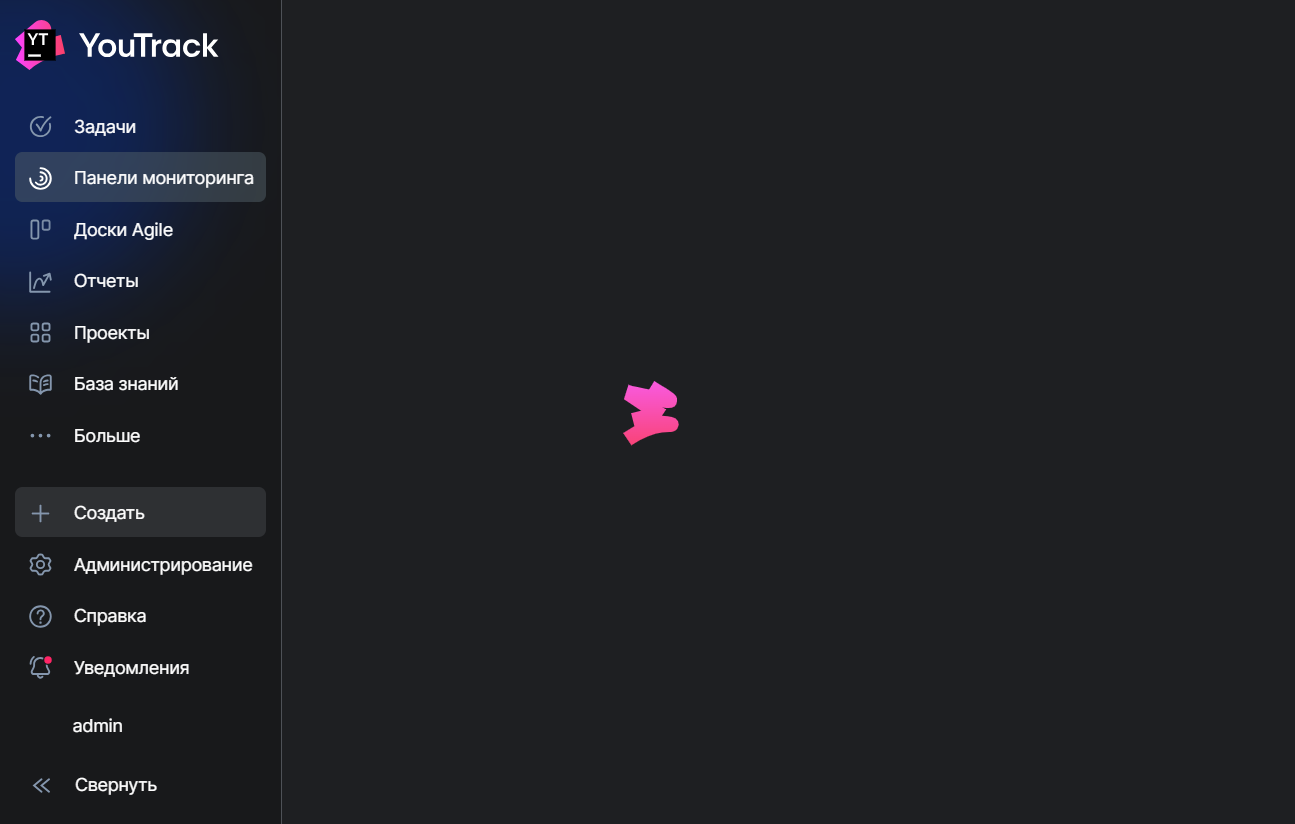 YT
YouTrack
Задачи
Панели мониторинга
Доски Agile
Отчеты
Проекты
База знаний
Больше
Создать
Администрирование
Справка
Уведомления
admin
Свернуть